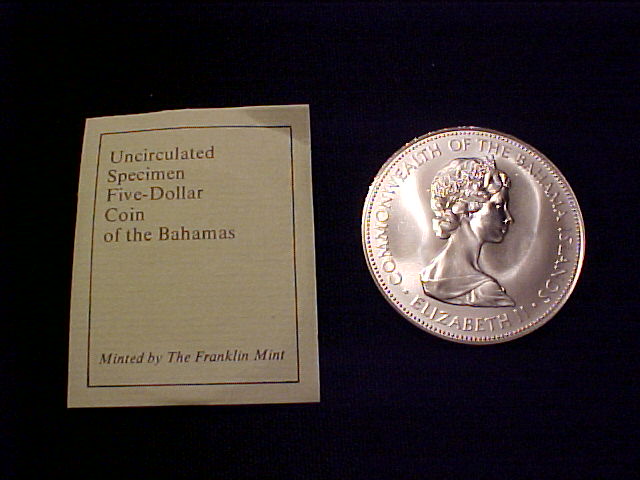 Uncirculated
Specimen
Five-Dollar
Coin
of the Bahamas
Minted by The Franklin Mint
COMMONWEALTH OF THE BAHAMA ISLANDS
· ELIZABETH II ·